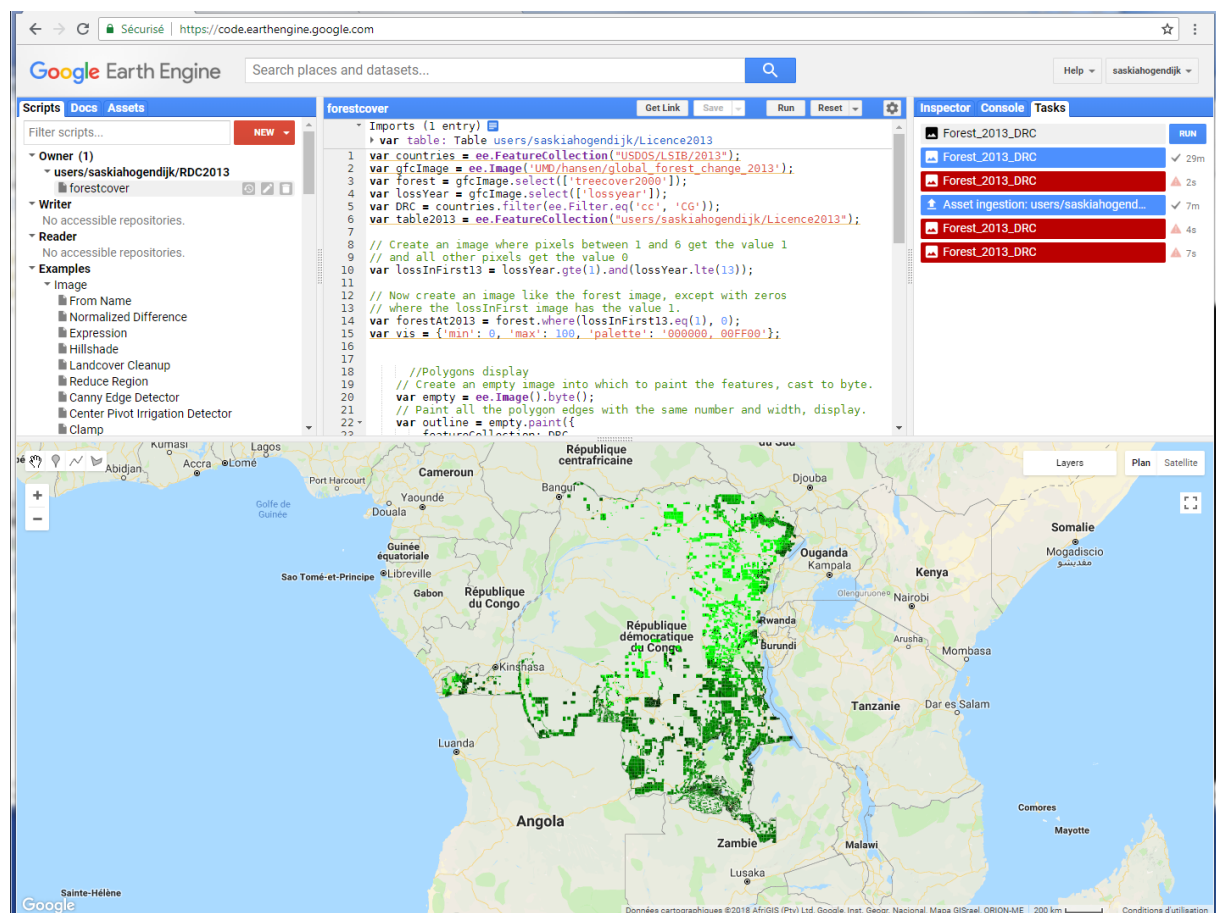 Sécurisé | https://code.earthengine.google.com
Google Earth Engine
Search places and datasets...
Help
saskiahogendijk
Scripts Docs Assets
Filter scripts...
NEW
Owner (1)
users/saskiahogendijk/RDC2013
forestcover
Writer
No accessible repositories.
Reader
No accessible repositories.
Examples
Image
From Name
Normalized Difference
Expression
Hillshade
Landcover Cleanup
Reduce Region
Canny Edge Detector
Center Pivot Irrigation Detector
Clamp
forestcover
Get Link Save Run Reset
Imports (1 entry)
var table: Table users/saskiahogendijk/Licence2013
1 var countries = ee.FeatureCollection("USDOS/LSIB/2013");
2 var gfcImage = ee.Image('UMD/hansen/global_forest_change_2013');
3 var forest = gfcImage.select(['treecover2000']);
4 var lossYear = gfcImage.select(['lossyear']);
5 var DRC = countries.filter(ee.Filter.eq('cc', 'CG'));
6 var table2013 = ee.FeatureCollection("users/saskiahogendijk/Licence2013");
7
8 // Create an image where pixels between 1 and 6 get the value 1
9 // and all other pixels get the value 0
10 var lossInFirst13 = lossYear.gte(1).and(lossYear.lte(13));
11
12 // Now create an image like the forest image, except with zeros
13 // where the lossInFirst image has the value 1.
14 var forestAt2013 = forest.where(lossInFirst13.eq(1), 0);
15 var vis = {'min': 0, 'max': 100, 'palette': '000000, 00FF00'};
16
17
18 //Polygons display
19 // Create an empty image into which to paint the features, cast to byte.
20 var empty = ee.Image().byte();
21 // Paint all the polygon edges with the same number and width, display.
22 var outline = empty.paint({
23 featureCollection: DRC
Inspector Console Tasks
Forest_2013_DRC RUN
Forest_2013_DRC 29m
Forest_2013_DRC 2s
Asset ingestion: users/saskiahogend... 7m
Forest_2013_DRC 4s
Forest_2013_DRC 7s
Layers
Plan Satellite
Kumasi
Lagos
Abidjan
Accra
Lomé
Port Harcourt
Cameroun
République
centrafricaine
du Sud
Djouba
Bangui
Yaoundé
Douala
Golfe de
Guinée
Guinée
équatoriale
Sao Tomé-et-Principe
Libreville
Gabon
République
du Congo
République
démocratique
du Congo
Ouganda
Kampala
Kenya
Olenguruone
Nairobi
Somalie
Mogadiscio
مقديشو
Rwanda
Burundi
Arusha
Mombasa
Kinshasa
Tanzanie
Dar es Salam
Luanda
Angola
Zambie
Lusaka
Malawi
Comores
Mayotte
Sainte-Hélène
Google
Données cartographiques ©2018 AfriGIS (Pty) Ltd, Google, Inst. Geogr. Nacional, Mapa GISrael, ORION-ME 200 km Conditions d'utilisation